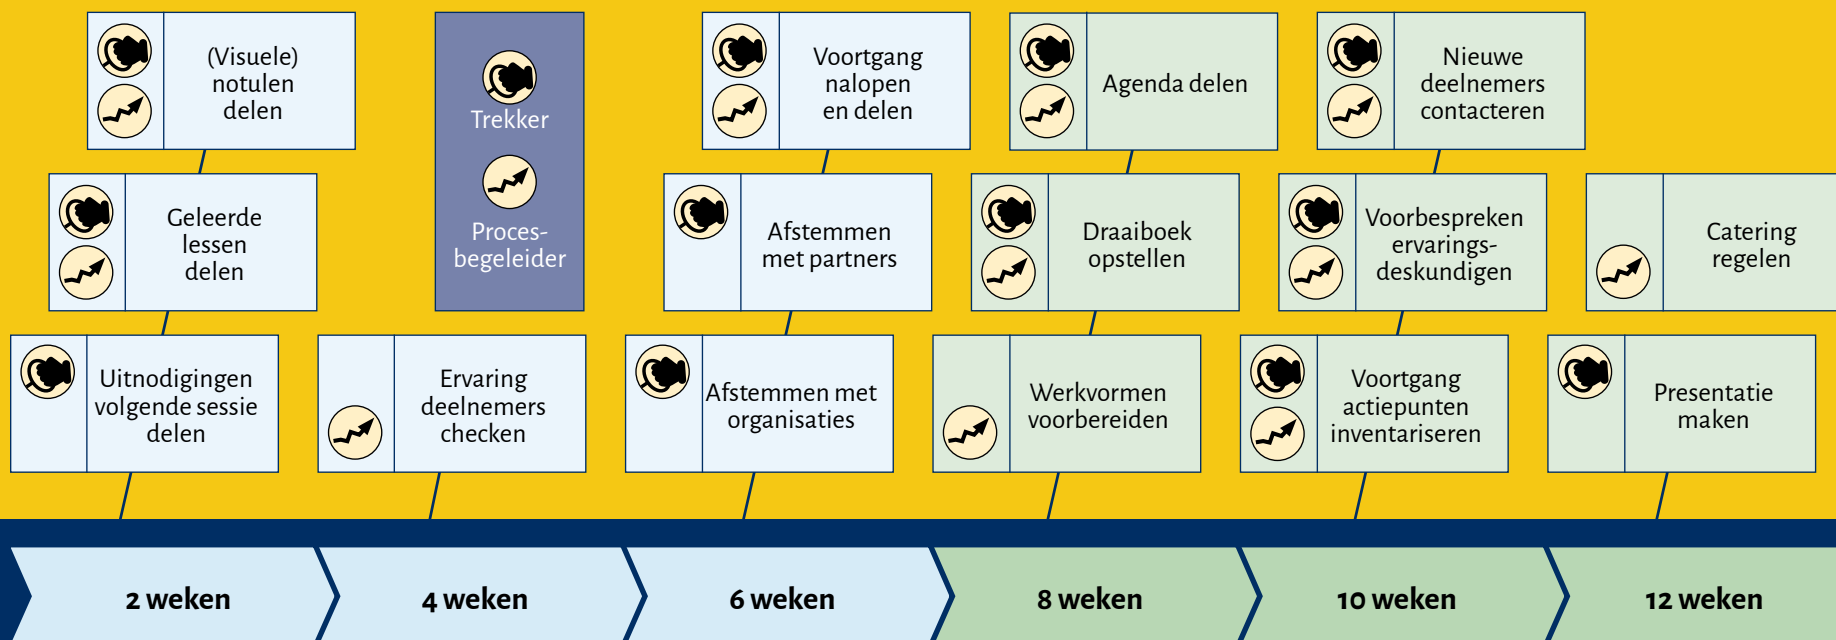 (Visuele)
notulen
delen
Geleerde
lessen
delen
Uitnodigingen
volgende sessie
delen
Trekker
Proces-
begeleider
Ervaring
deelnemers
checken
Voortgang
nalopen
en delen
Afstemmen
met partners
Afstemmen met
organisaties
Agenda delen
Draaiboek
opstellen
Werkvormen
voorbereiden
Nieuwe
deelnemers
contacteren
Voorbespreken
ervarings-
deskundigen
Voortgang
actiepunten
inventariseren
Catering
regelen
Presentatie
maken
2 weken
4 weken
6 weken
8 weken
10 weken
12 weken